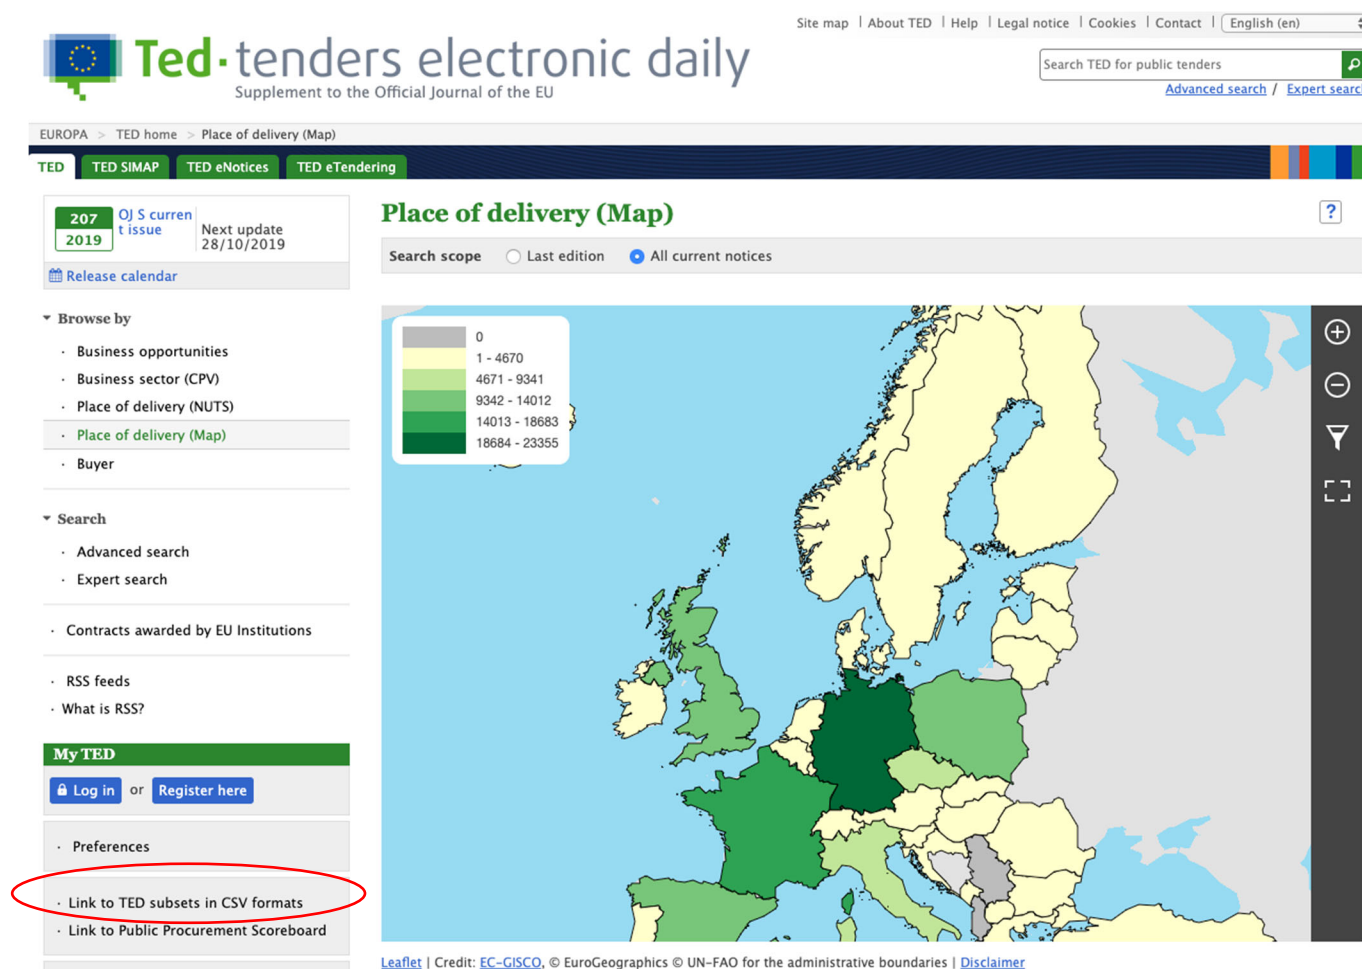 Site map | About TED | Help | Legal notice | Cookies | Contact | English (en)
Ted·tenders electronic daily
Supplement to the Official Journal of the EU
Search TED for public tenders
Advanced search / Expert search
EUROPA > TED home > Place of delivery (Map)
TED TED SIMAP TED eNotices TED eTendering
207
2019
OJ S curren
t issue
Next update
28/10/2019
Release calendar
Browse by
· Business opportunities
· Business sector (CPV)
· Place of delivery (NUTS)
· Place of delivery (Map)
· Buyer
Search
· Advanced search
· Expert search
· Contracts awarded by EU Institutions
· RSS feeds
· What is RSS?
My TED
Log in or Register here
· Preferences
· Link to TED subsets in CSV formats
· Link to Public Procurement Scoreboard
Place of delivery (Map)
?
Search scope Last edition All current notices
0
1 - 4670
4671 - 9341
9342 - 14012
14013 - 18683
18684 - 23355
Leaflet | Credit: EC-GISCO, © EuroGeographics © UN-FAO for the administrative boundaries | Disclaimer